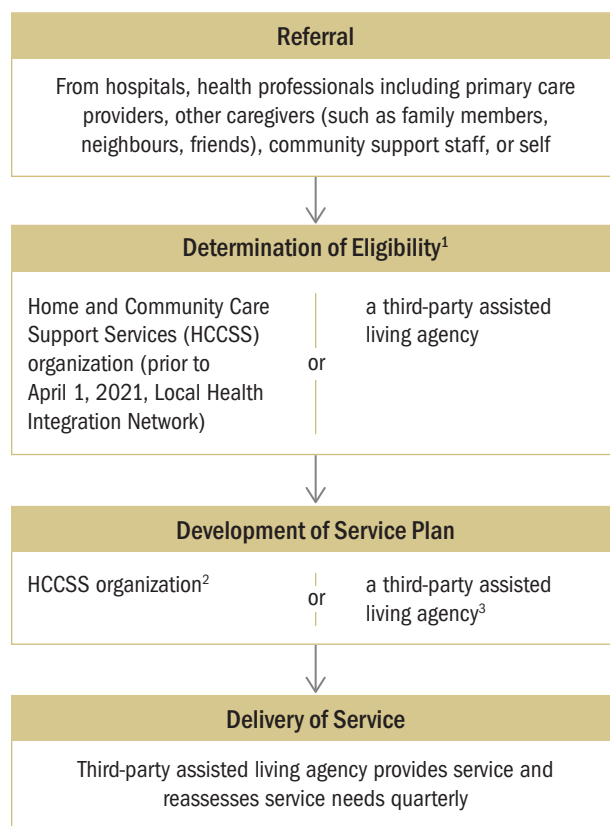 Referral
From hospitals, health professionals including primary care
providers, other caregivers (such as family members,
neighbours, friends), community support staff, or self
Determination of Eligibility1
Home and Community Care
Support Services (HCCSS)
organization (prior to
April 1, 2021, Local Health
Integration Network)
or
a third-party assisted
living agency
Development of Service Plan
HCCSS organization2
or
a third-party assisted
living agency3
Delivery of Service
Third-party assisted living agency provides service and
reassesses service needs quarterly